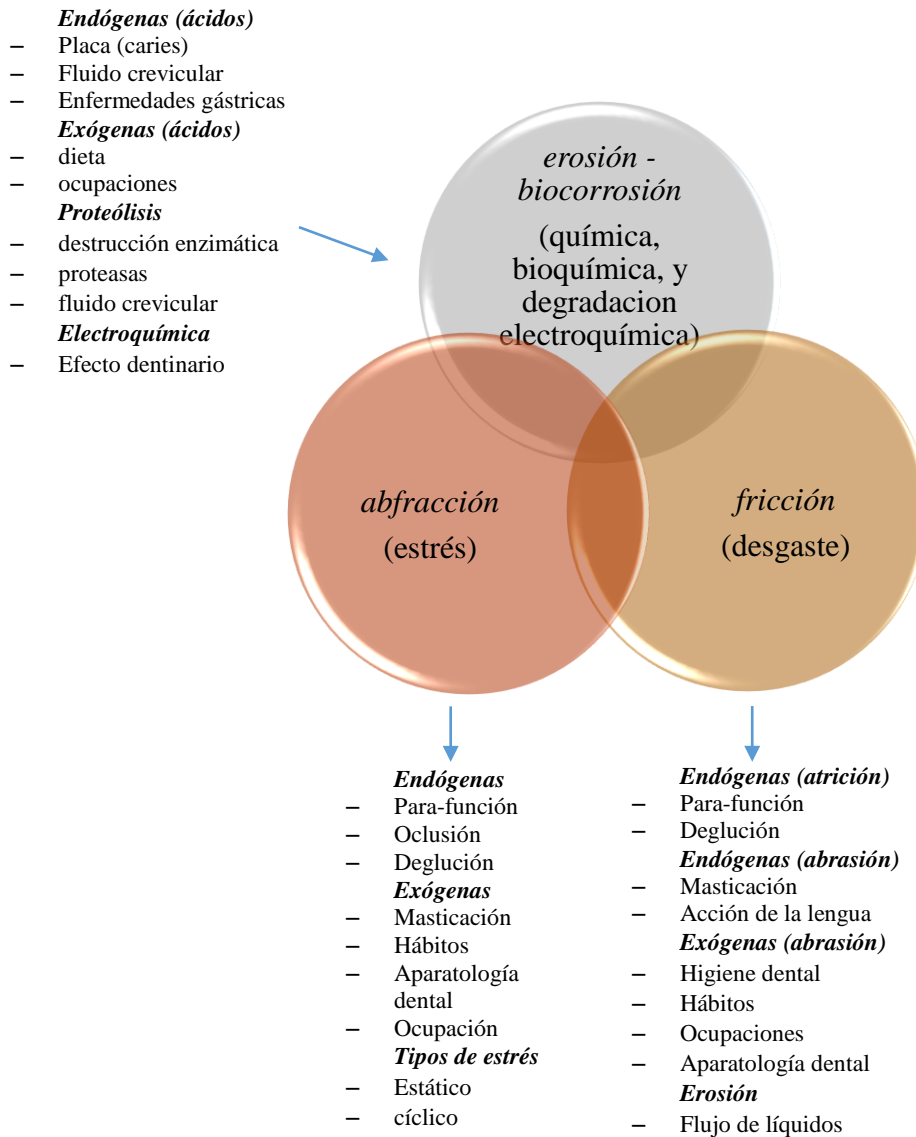 Endógenas (ácidos)
– Placa (caries)
– Fluido crevicular
– Enfermedades gástricas
Exógenas (ácidos)
– dieta
– ocupaciones
Proteólisis
– destrucción enzimática
– proteasas
– fluido crevicular
Electroquímica
– Efecto dentinario
erosión -
biocorrosión
(química,
bioquímica, y
degradacion
electroquímica)
abfracción
(estrés)
fricción
(desgaste)
Endógenas
– Para-función
– Oclusión
– Deglución
Exógenas
– Masticación
– Hábitos
– Aparatología
dental
– Ocupación
Tipos de estrés
– Estático
– cíclico
Endógenas (atrición)
– Para-función
– Deglución
Endógenas (abrasión)
– Masticación
– Acción de la lengua
Exógenas (abrasión)
– Higiene dental
– Hábitos
– Ocupaciones
– Aparatología dental
Erosión
– Flujo de líquidos